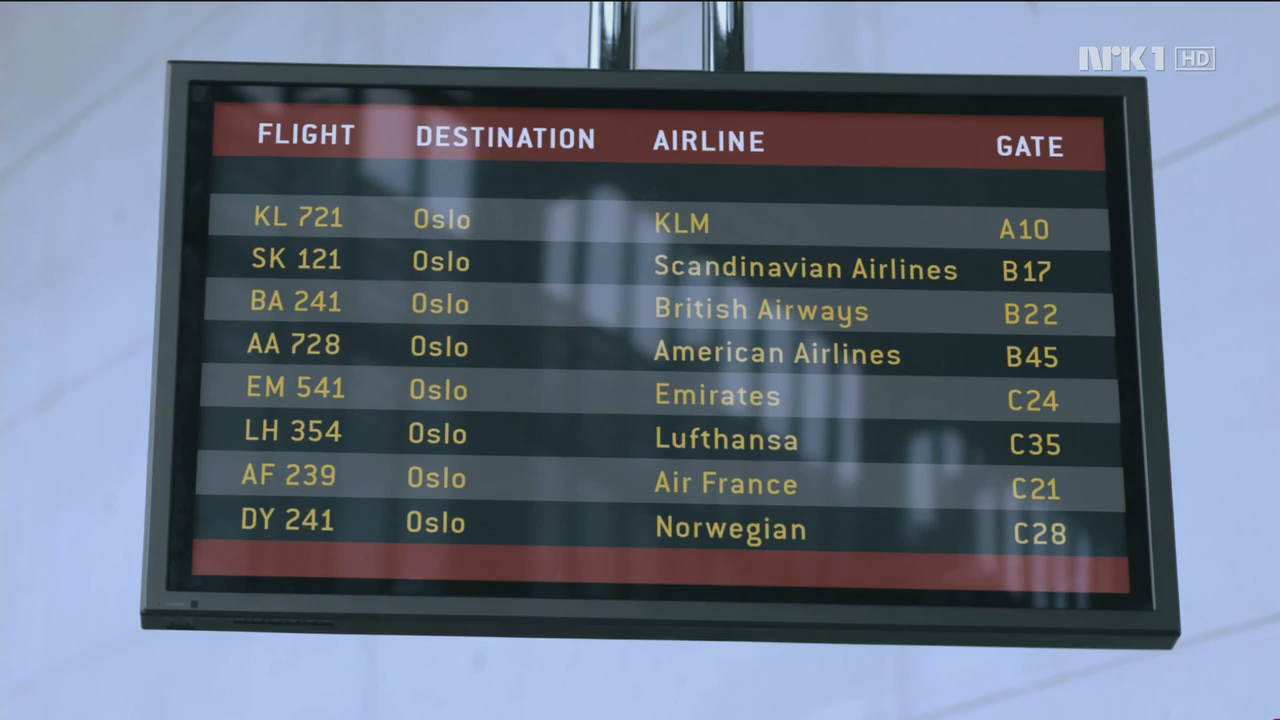 NRK1 HD
FLIGHT DESTINATION AIRLINE GATE
KL 721 Oslo KLM A10
SK 121 Oslo Scandinavian Airlines B17
BA 241 Oslo British Airways B22
AA 728 Oslo American Airlines B45
EM 541 Oslo Emirates C24
LH 354 Oslo Lufthansa C35
AF 239 Oslo Air France C21
DY 241 Oslo Norwegian C28